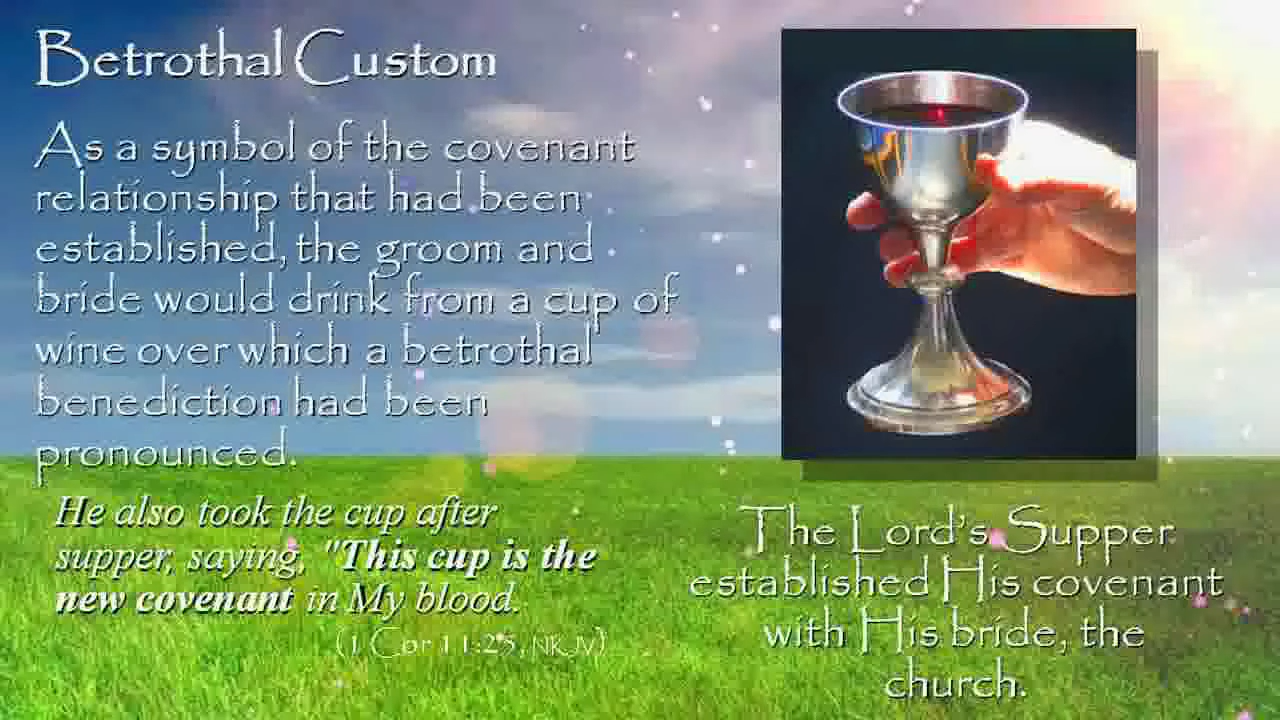 Betrothal Custom
As a symbol of the covenant
relationship that had been
established, the groom and
bride would drink from a cup of
wine over which a betrothal
benediction had been
pronounced.
He also took the cup after
supper, saying, "This cup is the
new covenant in My blood.
(1 Cor 11:25, NKJV)
The Lord's Supper
established His covenant
with His bride, the
church.